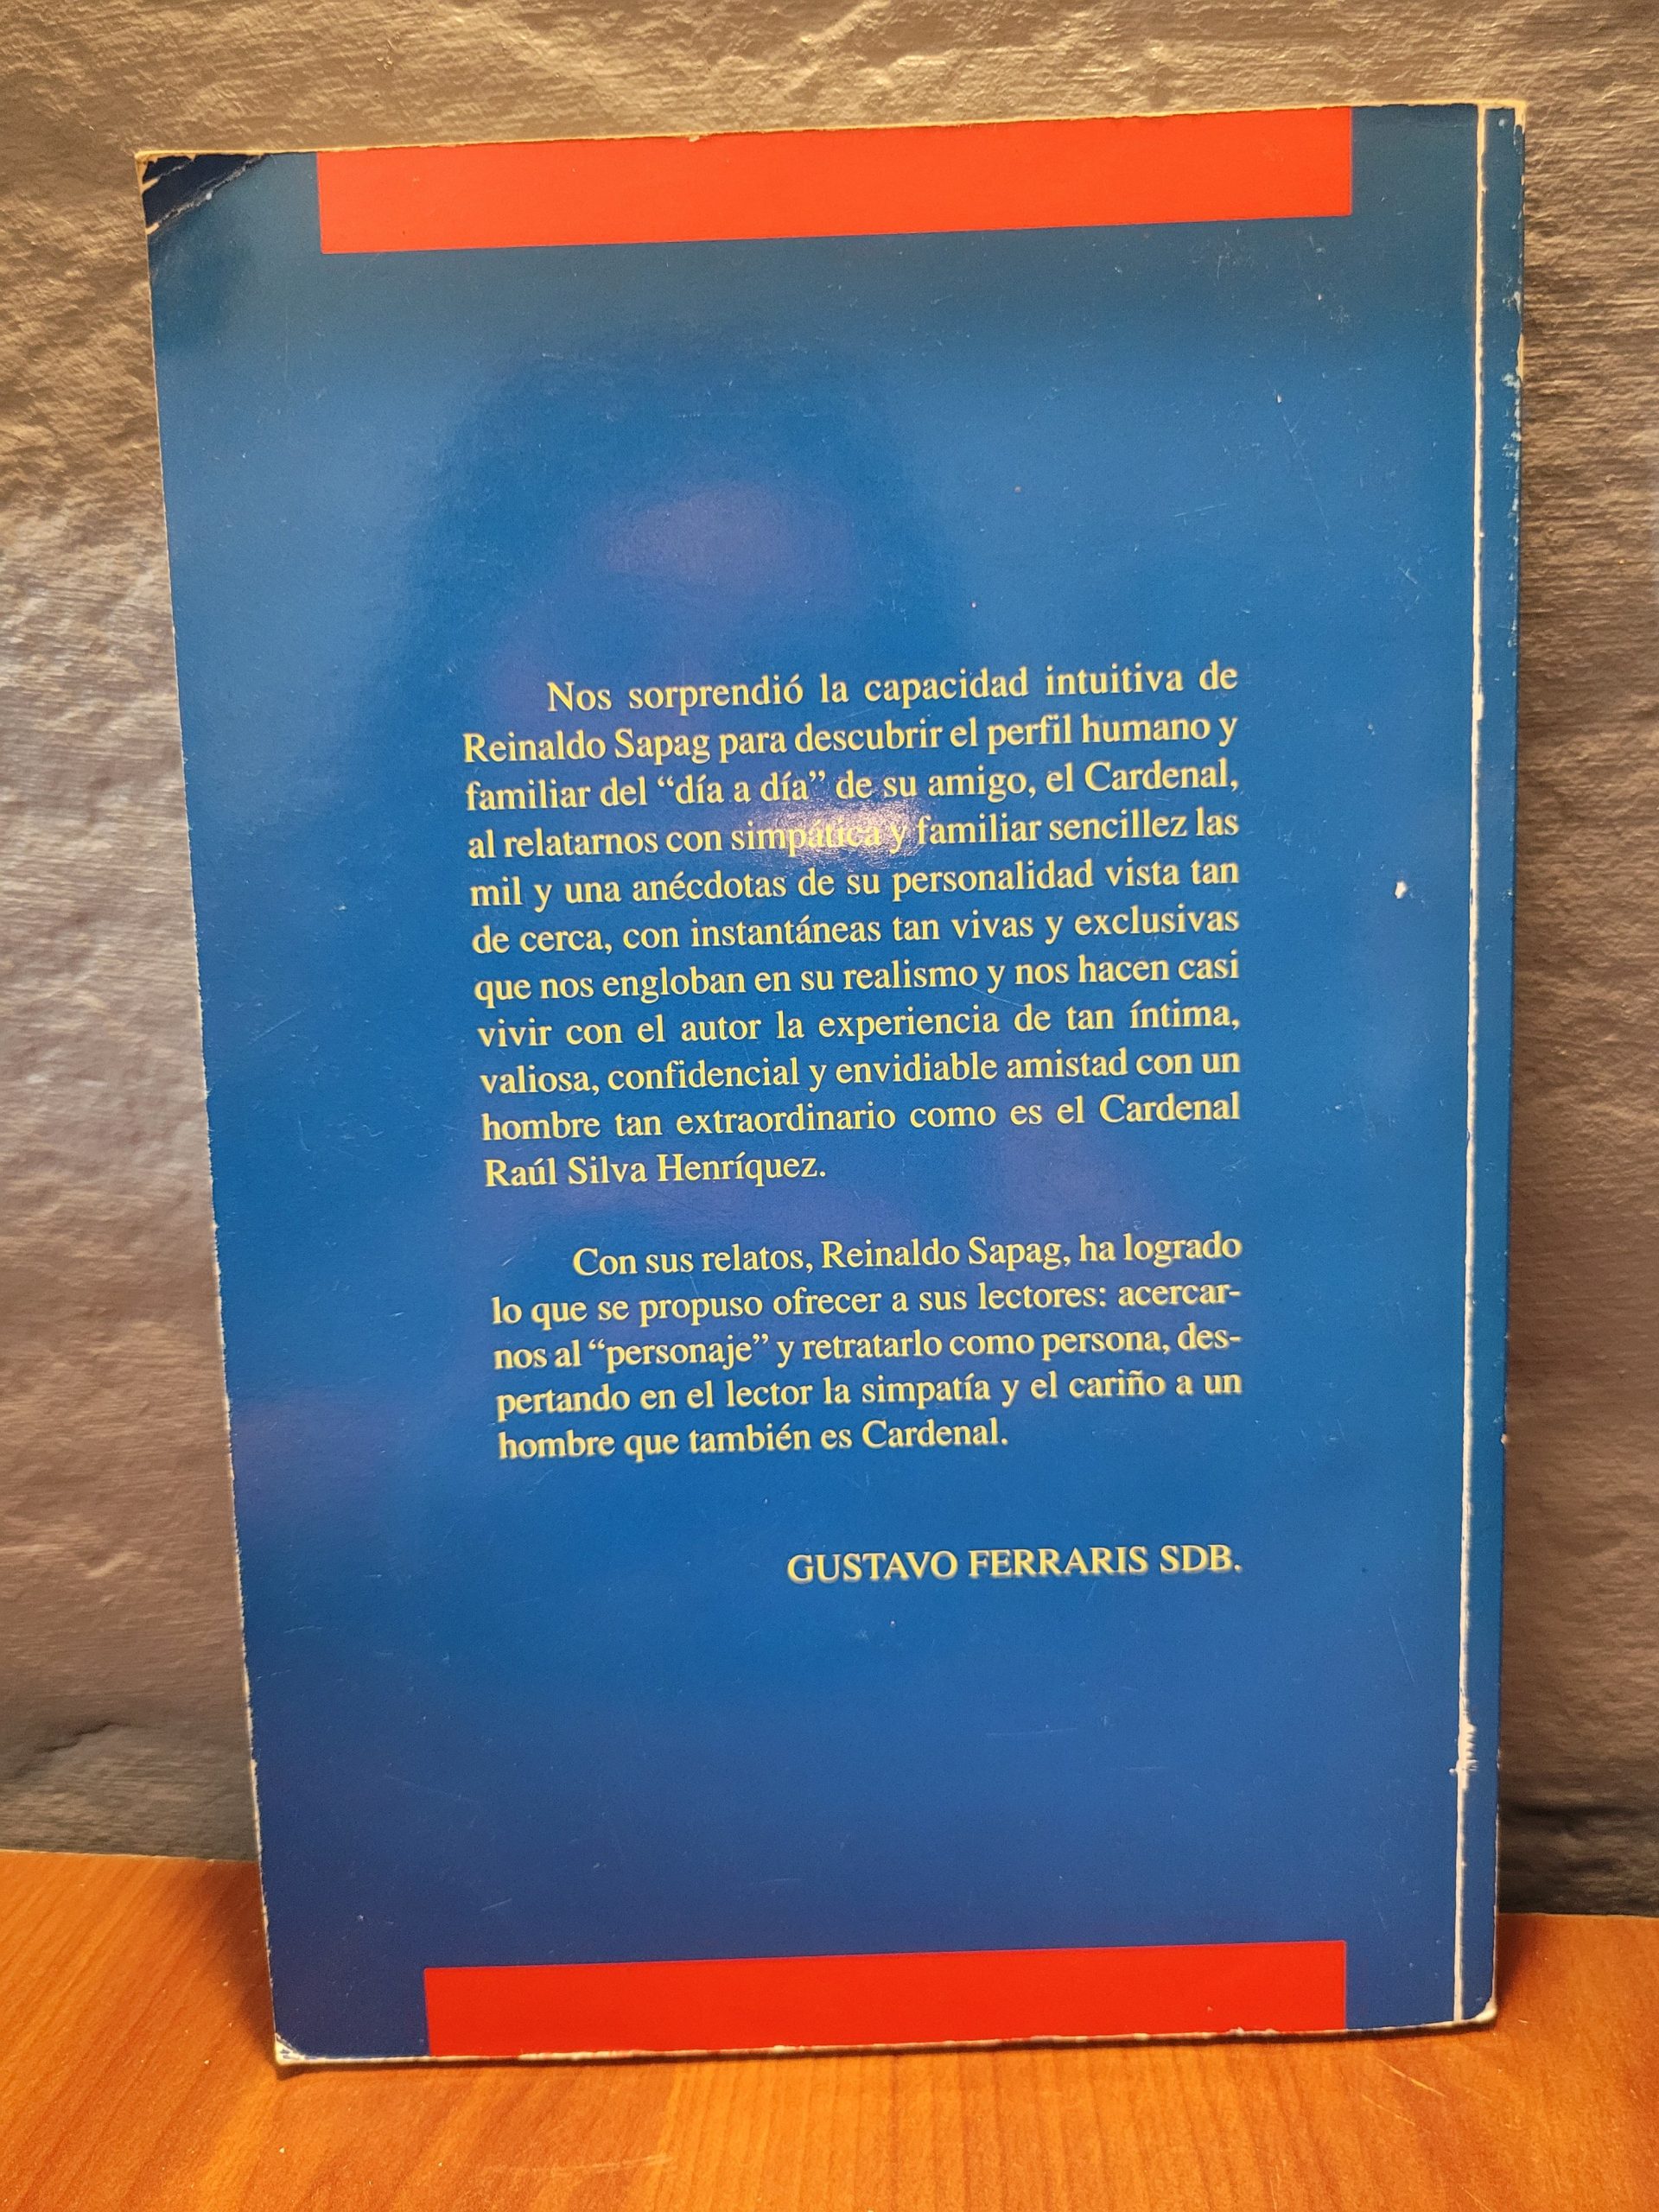 Nos sorprendió la capacidad intuitiva de
Reinaldo Sapag para descubrir el perfil humano y
familiar del “día a día” de su amigo, el Cardenal,
al relatarnos con simpática y familiar sencillez las
mil y una anécdotas de su personalidad vista tan
de cerca, con instantáneas tan vivas y exclusivas
que nos engloban en su realismo y nos hacen casi
vivir con el autor la experiencia de tan íntima,
valiosa, confidencial y envidiable amistad con un
hombre tan extraordinario como es el Cardenal
Raúl Silva Henríquez.
Con sus relatos, Reinaldo Sapag, ha logrado
lo que se propuso ofrecer a sus lectores: acercar-
nos al “personaje” y retratarlo como persona, des-
pertando en el lector la simpatía y el cariño a un
hombre que también es Cardenal.
GUSTAVO FERRARIS SDB.